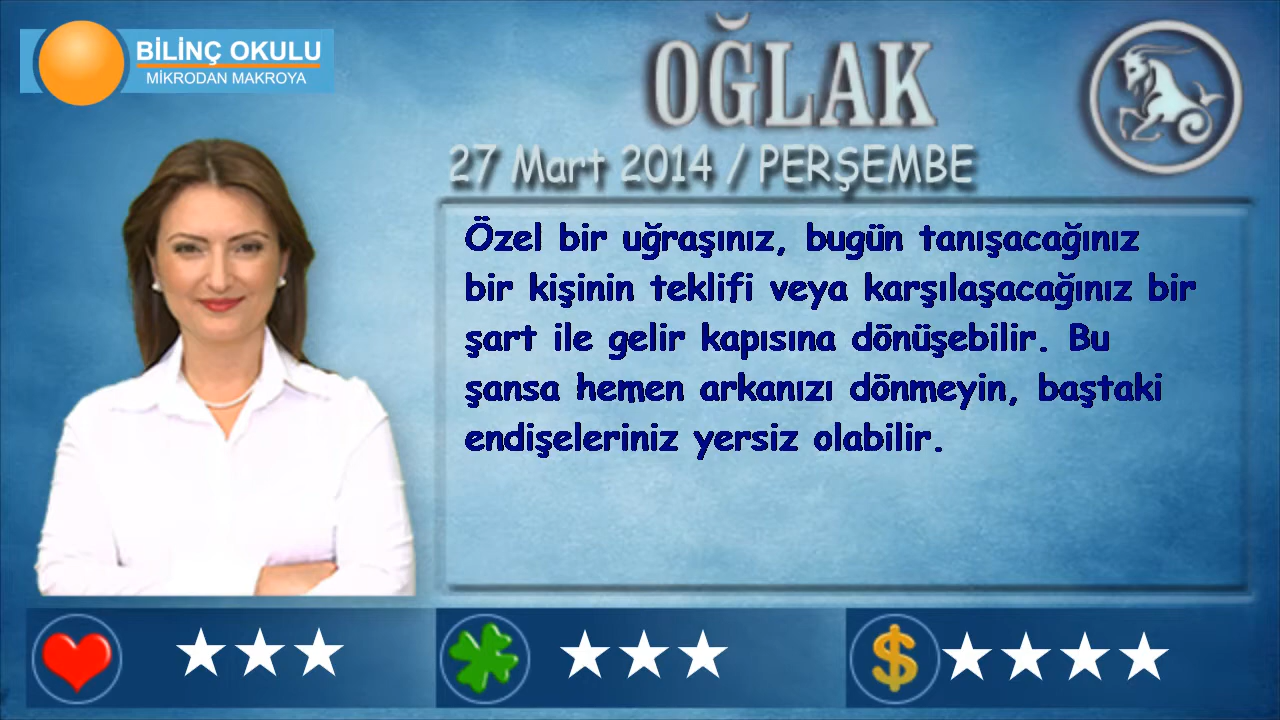 BİLİNÇ OKULU
MİKRODAN MAKROYA
OĞLAK
27 Mart 2014 / PERŞEMBE
Özel bir uğraşınız, bugün tanışacağınız
bir kişinin teklifi veya karşılaşacağınız bir
şart ile gelir kapısına dönüşebilir. Bu
şansa hemen arkanızı dönmeyin, baştaki
endişeleriniz yersiz olabilir.